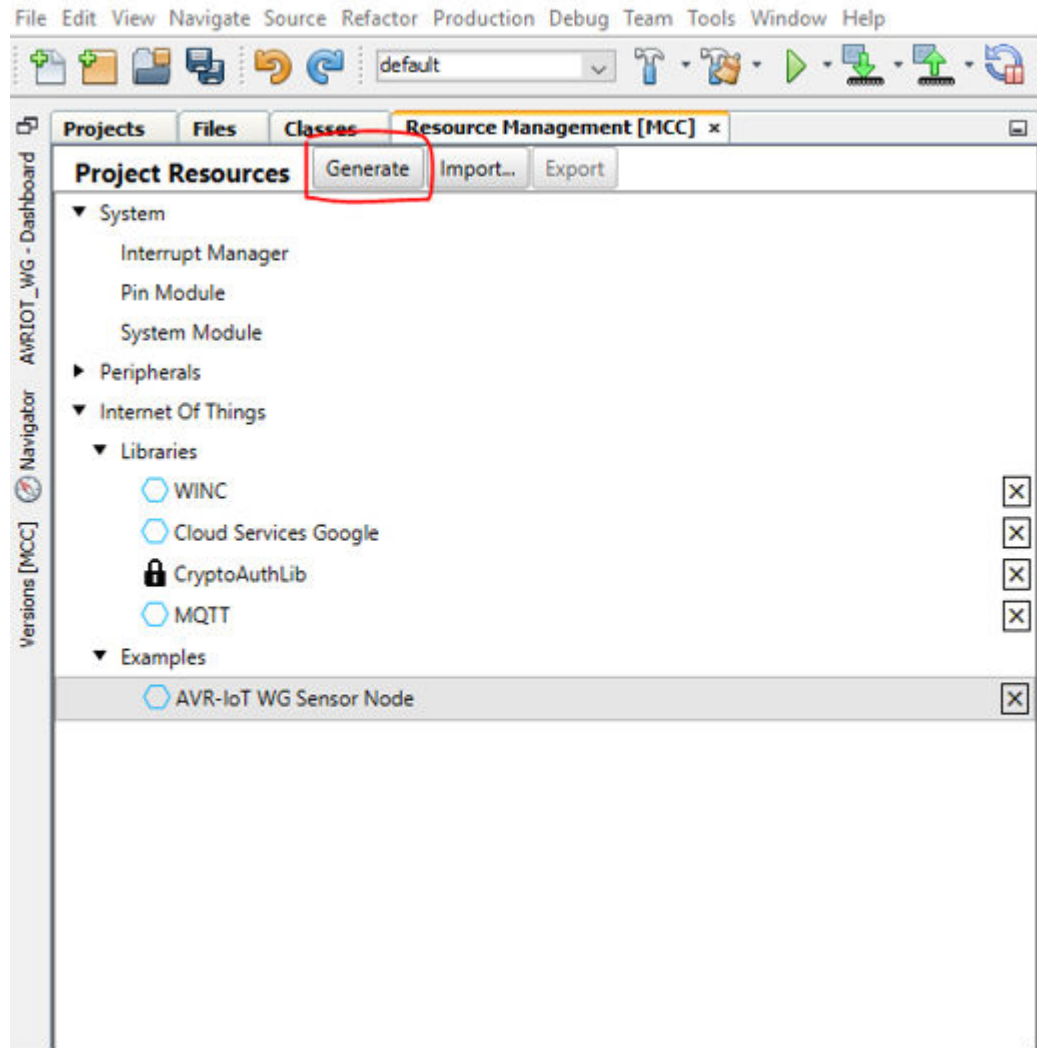 File Edit View Navigate Source Refactor Production Debug Team Tools Window Help
default
Projects Files Classes Resource Management [MCC] ×
Project Resources Generate Import... Export
System
Interrupt Manager
Pin Module
System Module
Peripherals
Internet Of Things
Libraries
WINC
Cloud Services Google
CryptoAuthLib
MQTT
Examples
AVR-IoT WG Sensor Node
AVRIOT_WG - Dashboard
Navigator
Versions [MCC]